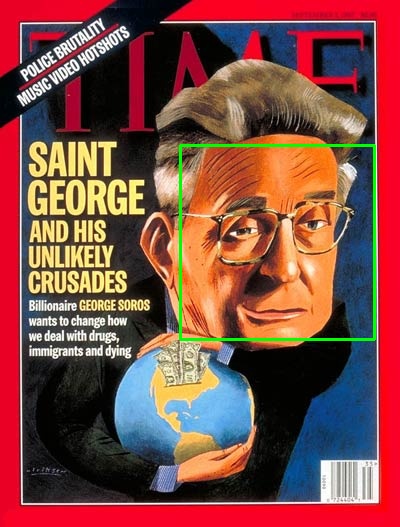 POLICE BRUTALITY
MUSIC VIDEO HOTSHOTS
TIME
SAINT
GEORGE
AND HIS
UNLIKELY
CRUSADES
Billionaire GEORGE SOROS
wants to change how
we deal with drugs,
immigrants and dying